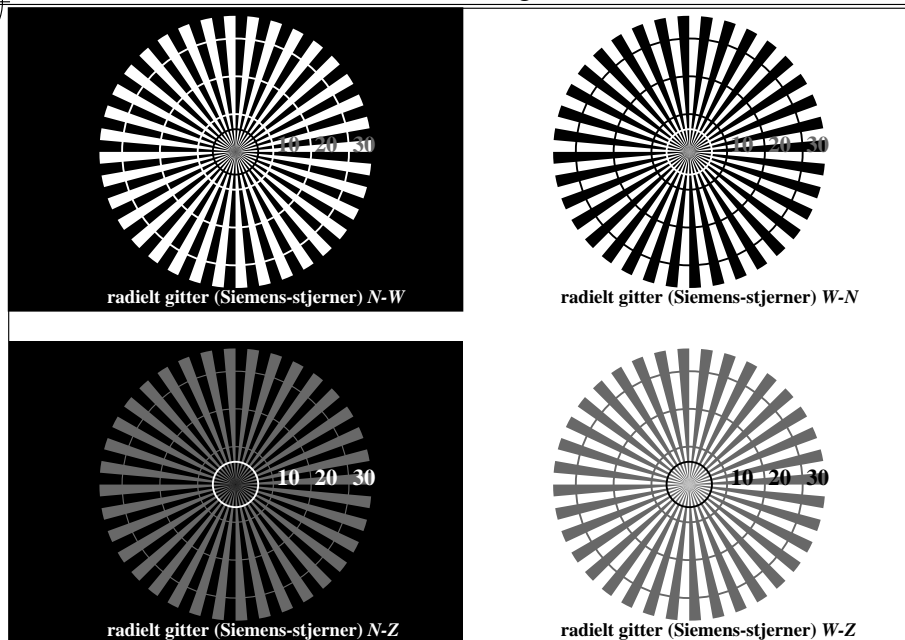 10 20 30
radielt gitter (Siemens-stjerner) N-W
10 20 30
radielt gitter (Siemens-stjerner) W-N
10 20 30
radielt gitter (Siemens-stjerner) N-Z
10 20 30
radielt gitter (Siemens-stjerner) W-Z